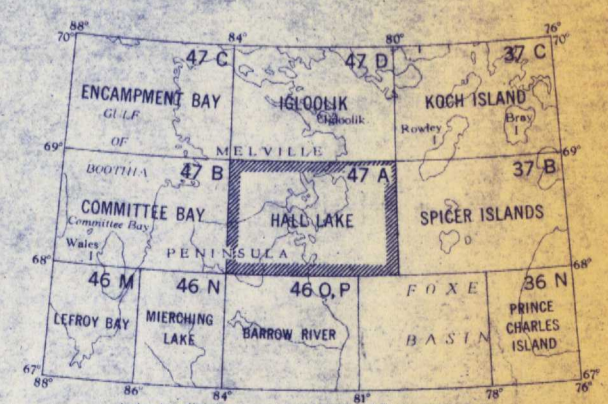 88° 84° 80° 76°
70° 70°
47 C 47 D 37 C
ENCAMPMENT BAY IGLOOLIK KOCH ISLAND
GULF Igloolik Rowley I Bray I
OF
MELVILLE
69° 69°
BOOTHIA 47 B 47 A 37 B
COMMITTEE BAY HALL LAKE SPICER ISLANDS
Committee Bay
Wales I
PENINSULA
68° 68°
46 M 46 N 46 O,P FOXE 36 N
LEFROY BAY MIERCHING LAKE BARROW RIVER BASIN PRINCE CHARLES ISLAND
67° 67°
88° 86° 84° 81° 78° 76°